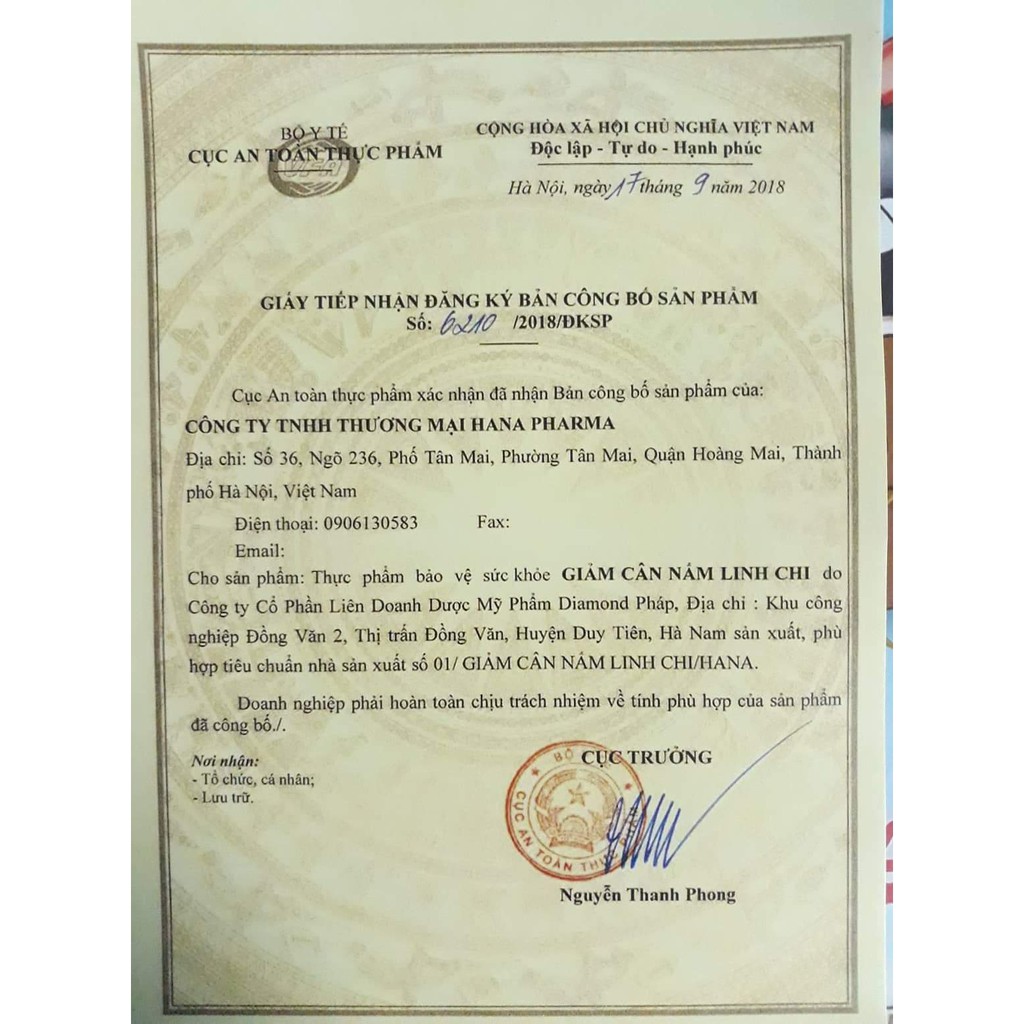 BỘ Y TẾ
CỤC AN TOÀN THỰC PHẨM
VFA
CỘNG HÒA XÃ HỘI CHỦ NGHĨA VIỆT NAM
Độc lập - Tự do - Hạnh phúc
Hà Nội, ngày 17 tháng 9 năm 2018
GIẤY TIẾP NHẬN ĐĂNG KÝ BẢN CÔNG BỐ SẢN PHẨM
Số: 6210 /2018/ĐKSP
Cục An toàn thực phẩm xác nhận đã nhận Bản công bố sản phẩm của:
CÔNG TY TNHH THƯƠNG MẠI HANA PHARMA
Địa chỉ: Số 36, Ngõ 236, Phố Tân Mai, Phường Tân Mai, Quận Hoàng Mai, Thành
phố Hà Nội, Việt Nam
Điện thoại: 0906130583 Fax:
Email:
Cho sản phẩm: Thực phẩm bảo vệ sức khỏe GIẢM CÂN NẤM LINH CHI do
Công ty Cổ Phần Liên Doanh Dược Mỹ Phẩm Diamond Pháp, Địa chỉ : Khu công
nghiệp Đồng Văn 2, Thị trấn Đồng Văn, Huyện Duy Tiên, Hà Nam sản xuất, phù
hợp tiêu chuẩn nhà sản xuất số 01/ GIẢM CÂN NẤM LINH CHI/HANA.
Doanh nghiệp phải hoàn toàn chịu trách nhiệm về tính phù hợp của sản phẩm
đã công bố./.
Nơi nhận:
- Tổ chức, cá nhân;
- Lưu trữ.
CỤC TRƯỞNG
BỘ
CỤC AN TOÀN THỰC
Nguyễn Thanh Phong